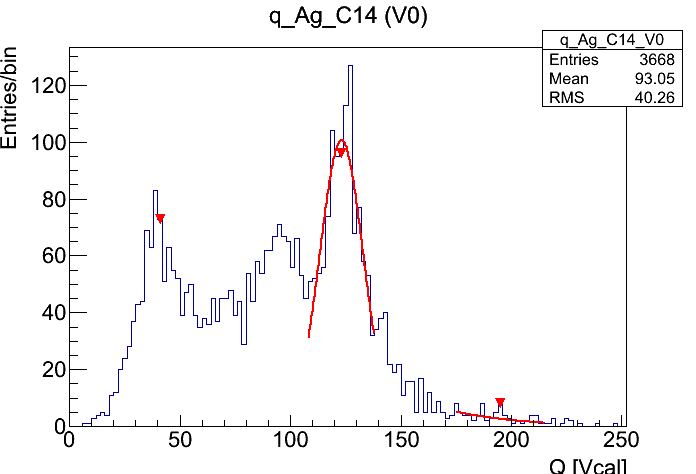 q_Ag_C14 (V0)
q_Ag_C14_V0
Entries 3668
Mean 93.05
RMS 40.26
Entries/bin
120
100
80
60
40
20
0
0 50 100 150 200 250
Q [Vcal]